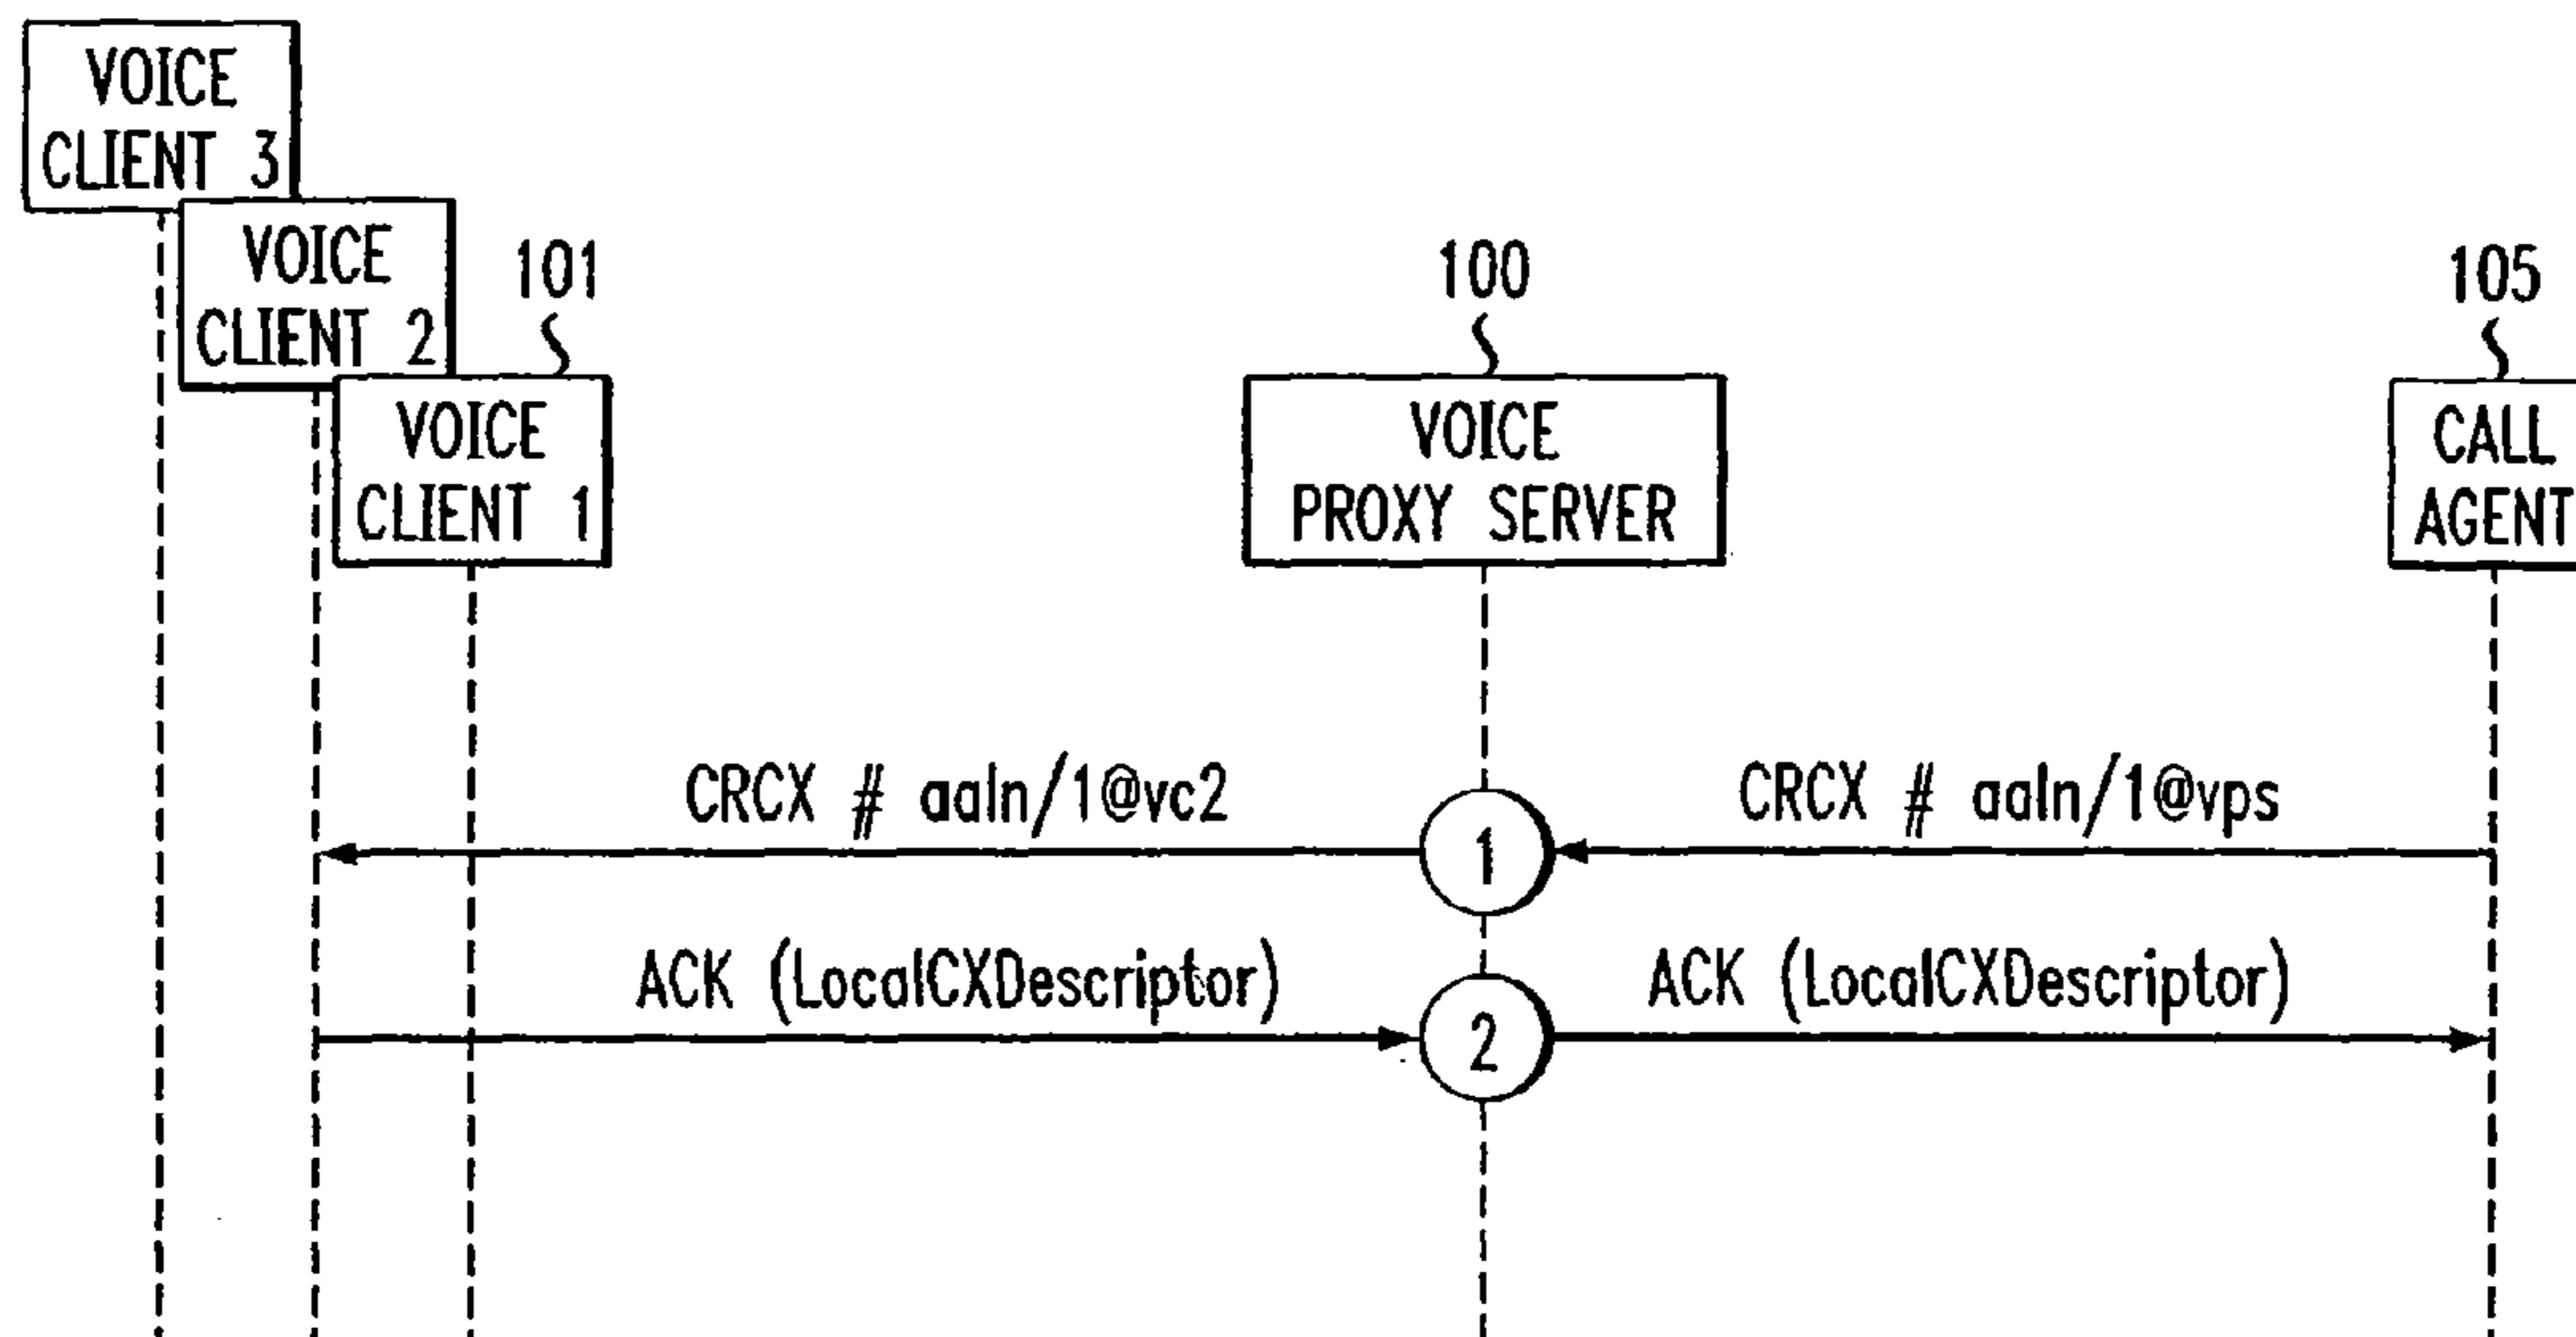 VOICE
CLIENT 3
VOICE
CLIENT 2
101
VOICE
CLIENT 1
100
VOICE
PROXY SERVER
105
CALL
AGENT
CRCX # aaln/1@vc2
1
CRCX # aaln/1@vps
ACK (LocalCXDescriptor)
2
ACK (LocalCXDescriptor)